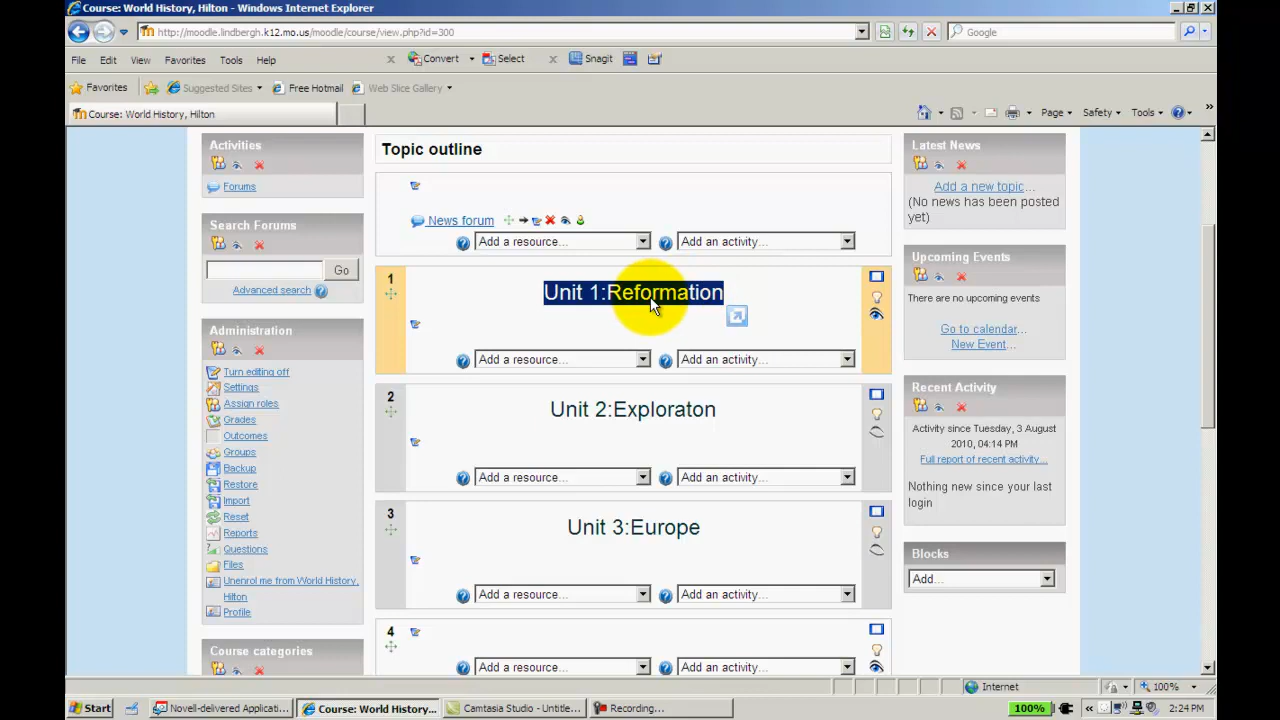 Course: World History, Hilton - Windows Internet Explorer
http://moodle.lindbergh.k12.mo.us/moodle/course/view.php?id=300
Google
File Edit View Favorites Tools Help
Convert Select Snagit
Favorites Suggested Sites Free Hotmail Web Slice Gallery
Course: World History, Hilton
Page Safety Tools
Activities
Forums
Search Forums
Go
Advanced search
Administration
Turn editing off
Settings
Assign roles
Grades
Outcomes
Groups
Backup
Restore
Import
Reset
Reports
Questions
Files
Unenrol me from World History,
Hilton
Profile
Course categories
Topic outline
News forum
Add a resource... Add an activity...
1
Unit 1:Reformation
Add a resource... Add an activity...
2
Unit 2:Exploraton
Add a resource... Add an activity...
3
Unit 3:Europe
Add a resource... Add an activity...
4
Add a resource... Add an activity...
Latest News
Add a new topic...
(No news has been posted
yet)
Upcoming Events
There are no upcoming events
Go to calendar...
New Event...
Recent Activity
Activity since Tuesday, 3 August
2010, 04:14 PM
Full report of recent activity...
Nothing new since your last
login
Blocks
Add...
Internet 100%
Start Novell-delivered Applicati... Course: World History... Camtasia Studio - Untitle... Recording... 100% 2:24 PM